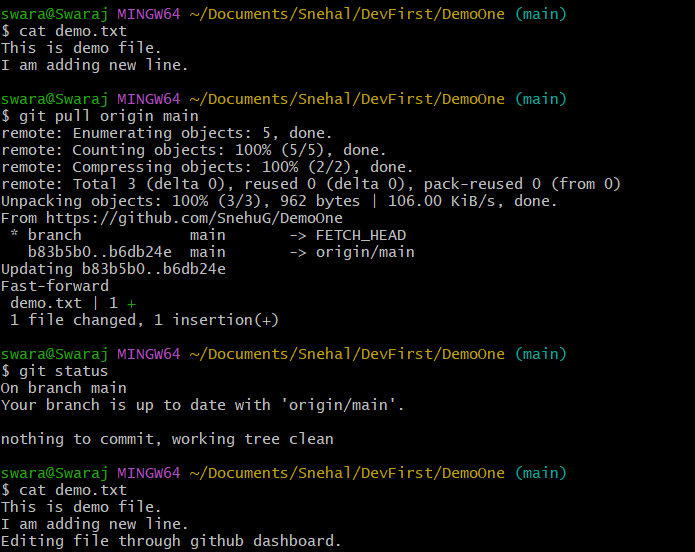 swara@Swaraj MINGW64 ~/Documents/Snehal/DevFirst/DemoOne (main)
$ cat demo.txt
This is demo file.
I am adding new line.
swara@Swaraj MINGW64 ~/Documents/Snehal/DevFirst/DemoOne (main)
$ git pull origin main
remote: Enumerating objects: 5, done.
remote: Counting objects: 100% (5/5), done.
remote: Compressing objects: 100% (2/2), done.
remote: Total 3 (delta 0), reused 0 (delta 0), pack-reused 0 (from 0)
Unpacking objects: 100% (3/3), 962 bytes | 106.00 KiB/s, done.
From https://github.com/SnehuG/DemoOne
 * branch            main       -> FETCH_HEAD
   b83b5b0..b6db24e  main       -> origin/main
Updating b83b5b0..b6db24e
Fast-forward
 demo.txt | 1 +
 1 file changed, 1 insertion(+)
swara@Swaraj MINGW64 ~/Documents/Snehal/DevFirst/DemoOne (main)
$ git status
On branch main
Your branch is up to date with 'origin/main'.
nothing to commit, working tree clean
swara@Swaraj MINGW64 ~/Documents/Snehal/DevFirst/DemoOne (main)
$ cat demo.txt
This is demo file.
I am adding new line.
Editing file through github dashboard.